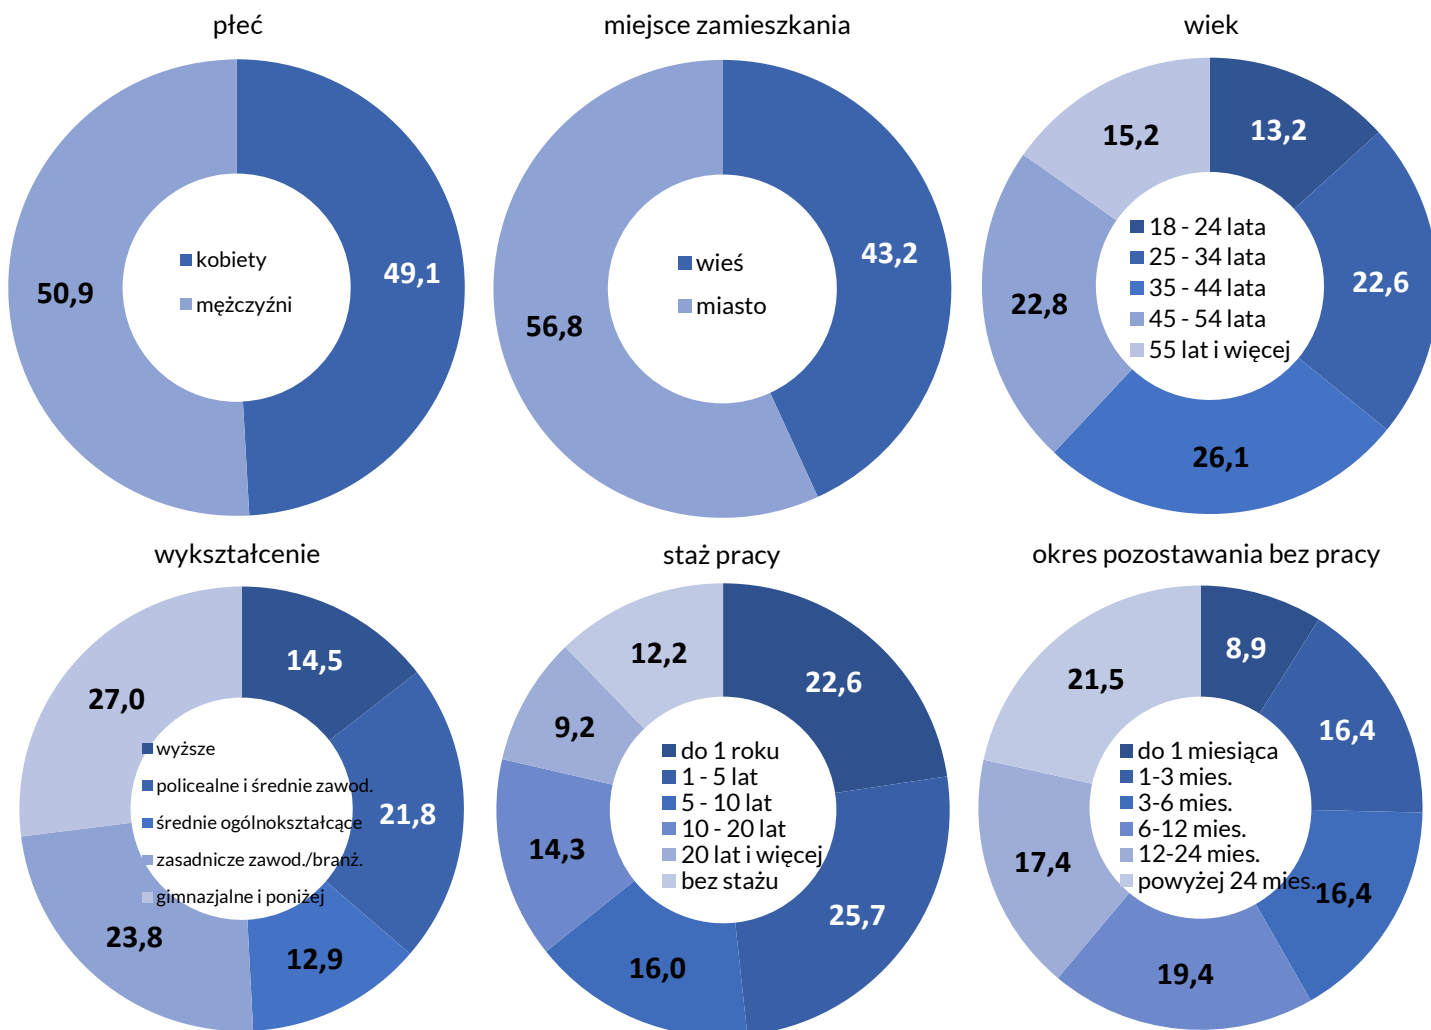 płeć
50,9
49,1
kobiety
mężczyźni
miejsce zamieszkania
56,8
43,2
wieś
miasto
wiek
15,2
13,2
22,8
22,6
26,1
18 - 24 lata
25 - 34 lata
35 - 44 lata
45 - 54 lata
55 lat i więcej
wykształcenie
14,5
27,0
21,8
23,8
12,9
wyższe
policealne i średnie zawod.
średnie ogólnokształcące
zasadnicze zawod./branż.
gimnazjalne i poniżej
staż pracy
12,2
22,6
9,2
14,3
25,7
16,0
do 1 roku
1 - 5 lat
5 - 10 lat
10 - 20 lat
20 lat i więcej
bez stażu
okres pozostawania bez pracy
8,9
21,5
16,4
17,4
16,4
19,4
do 1 miesiąca
1-3 mies.
3-6 mies.
6-12 mies.
12-24 mies.
powyżej 24 mies.